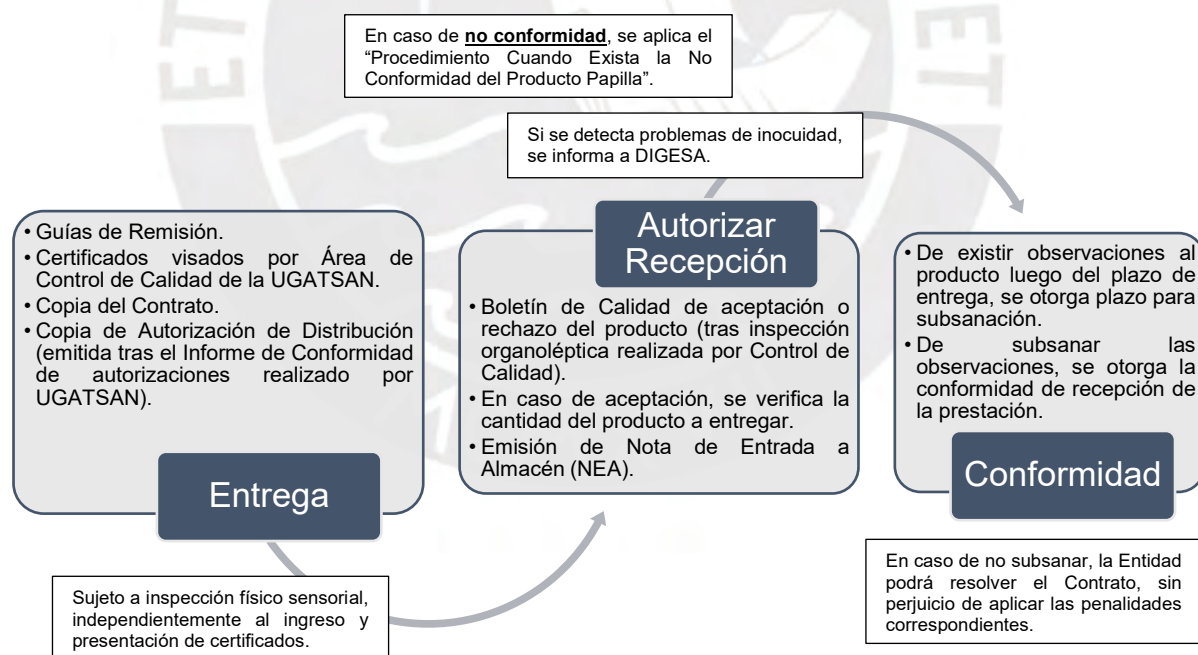 En caso de no conformidad, se aplica el
“Procedimiento Cuando Exista la No
Conformidad del Producto Papilla”.
Si se detecta problemas de inocuidad,
se informa a DIGESA.
• Guías de Remisión.
• Certificados visados por Área de
Control de Calidad de la UGATSAN.
• Copia del Contrato.
• Copia de Autorización de Distribución
(emitida tras el Informe de Conformidad
de autorizaciones realizado por
UGATSAN).
Entrega
Sujeto a inspección físico sensorial,
independientemente al ingreso y
presentación de certificados.
Autorizar
Recepción
• Boletín de Calidad de aceptación o
rechazo del producto (tras inspección
organoléptica realizada por Control de
Calidad).
• En caso de aceptación, se verifica la
cantidad del producto a entregar.
• Emisión de Nota de Entrada a
Almacén (NEA).
• De existir observaciones al
producto luego del plazo de
entrega, se otorga plazo para
subsanación.
• De subsanar las
observaciones, se otorga la
conformidad de recepción de
la prestación.
Conformidad
En caso de no subsanar, la Entidad
podrá resolver el Contrato, sin
perjuicio de aplicar las penalidades
correspondientes.
ET
ET